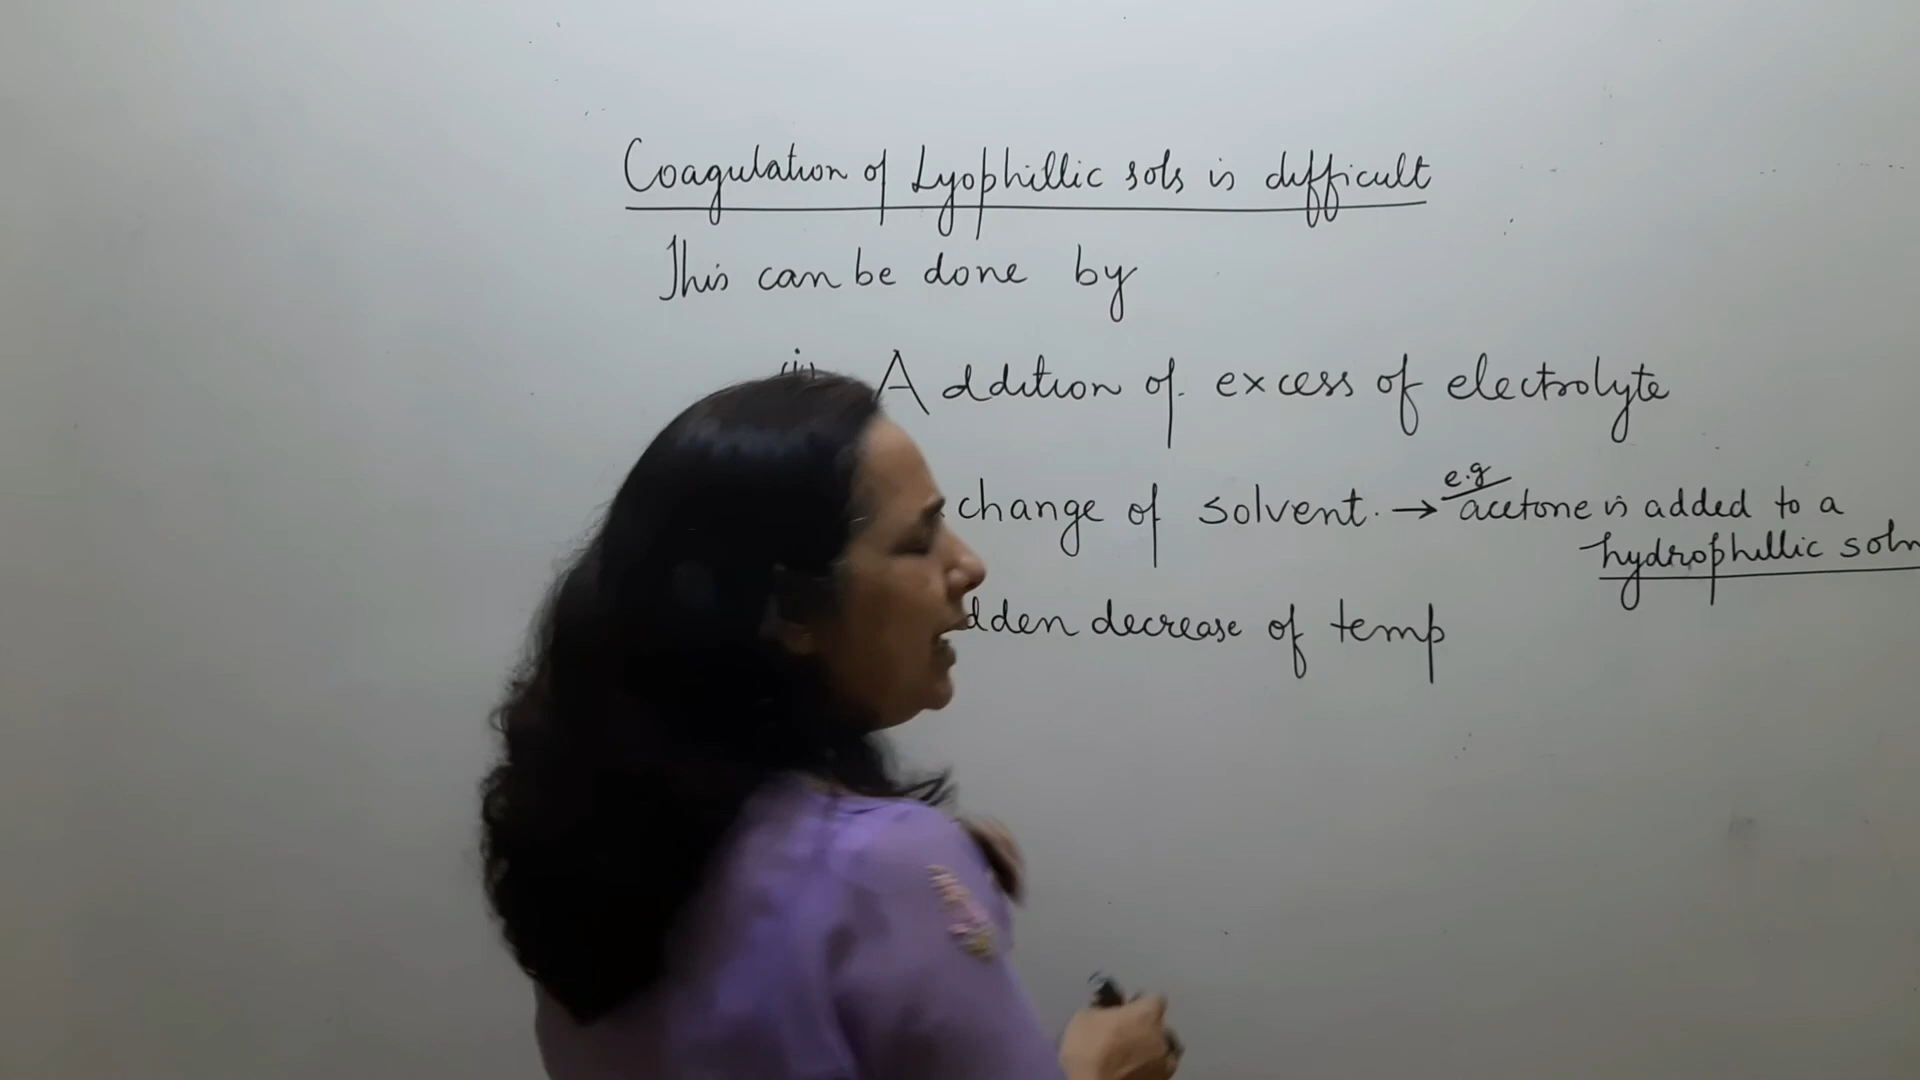 Coagulation of Lyophillic sols is difficult
This can be done by
(i) Addition of excess of electrolyte
change of solvent. → e.g acetone is added to a
hydrophillic soln
decrease of temp